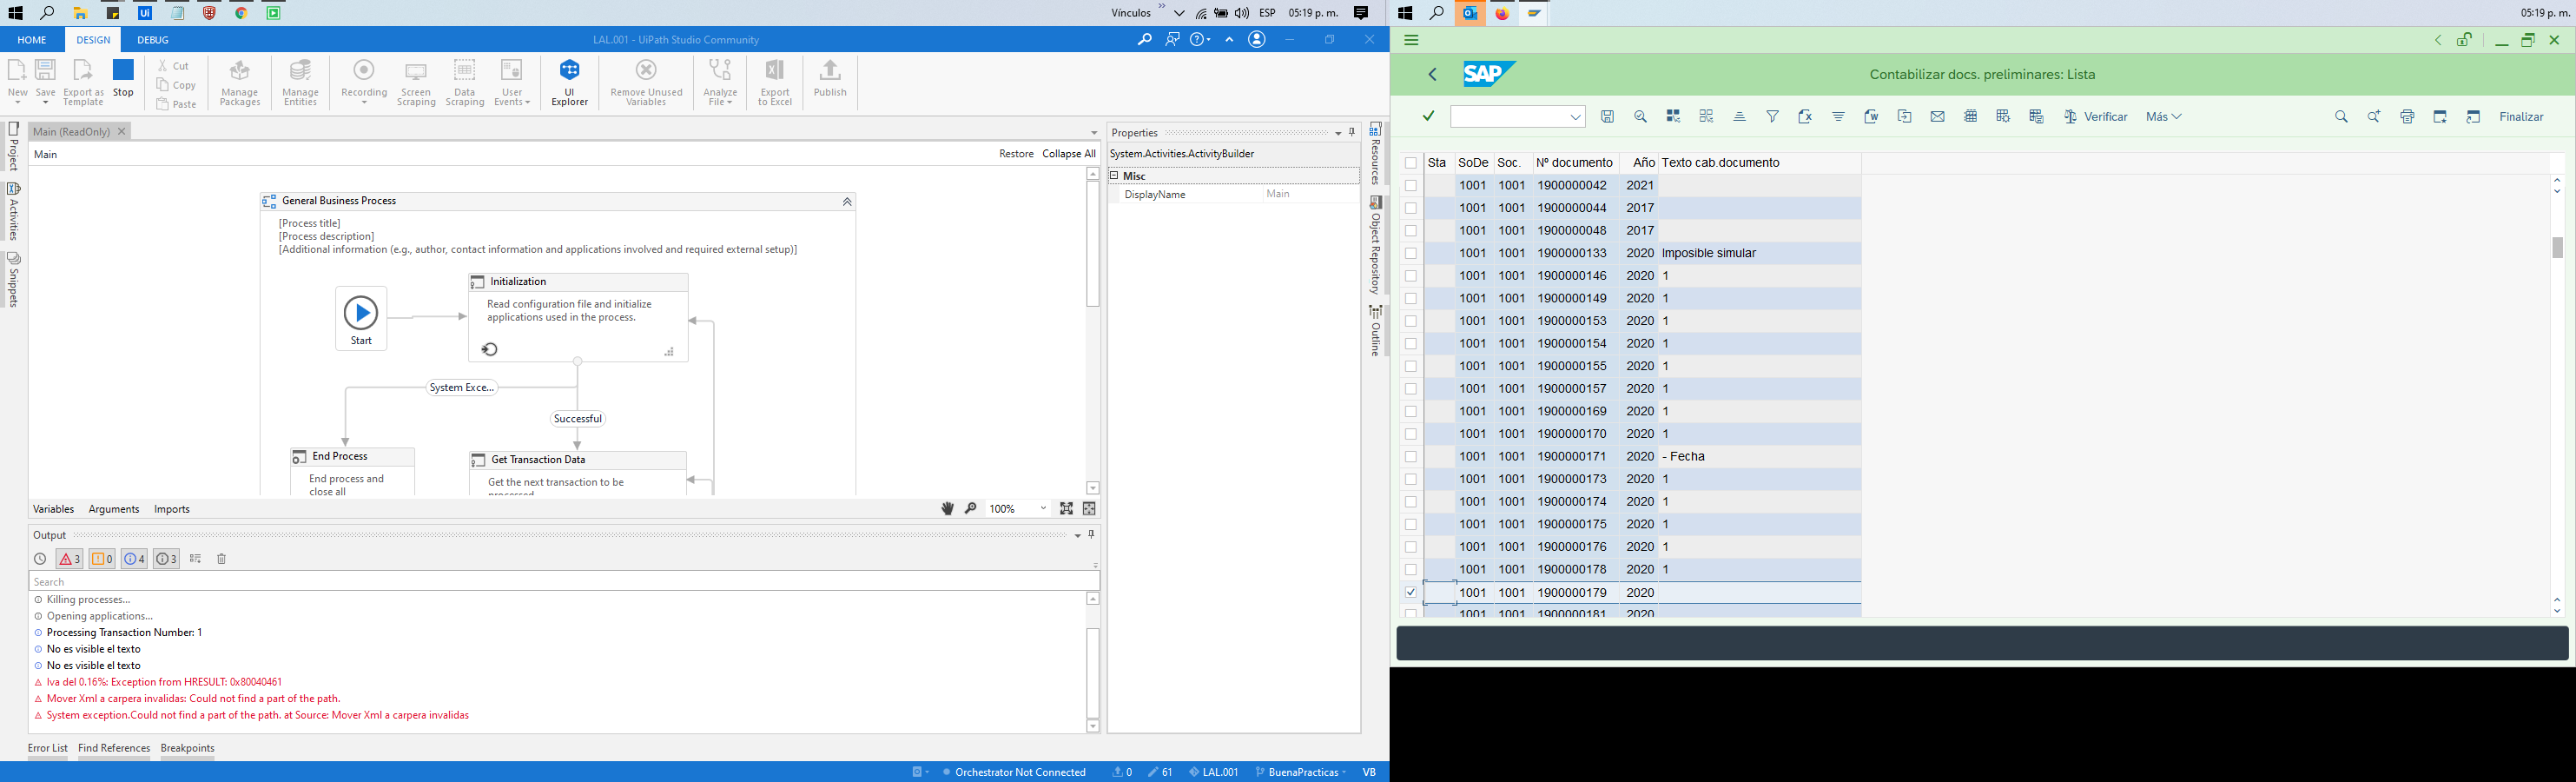 Vínculos
ESP
05:19 p. m.
HOME
DESIGN
DEBUG
LAL.001 - UiPath Studio Community
New
Save
Export as Template
Stop
Cut
Copy
Paste
Manage Packages
Manage Entities
Recording
Screen Scraping
Data Scraping
User Events
UI Explorer
Remove Unused Variables
Analyze File
Export to Excel
Publish
Project
Activities
Snippets
Main (ReadOnly)
Main
Restore
Collapse All
General Business Process
[Process title]
[Process description]
[Additional information (e.g., author, contact information and applications involved and required external setup)]
Start
Initialization
Read configuration file and initialize
applications used in the process.
System Exce...
Successful
End Process
End process and
close all
Get Transaction Data
Get the next transaction to be
processed
Variables
Arguments
Imports
100%
Output
3
0
4
3
Search
Killing processes...
Opening applications...
Processing Transaction Number: 1
No es visible el texto
No es visible el texto
Iva del 0.16%: Exception from HRESULT: 0x80040461
Mover Xml a carpera invalidas: Could not find a part of the path.
System exception.Could not find a part of the path. at Source: Mover Xml a carpera invalidas
Error List
Find References
Breakpoints
Orchestrator Not Connected
0
61
LAL.001
BuenaPracticas
VB
Properties
System.Activities.ActivityBuilder
Misc
DisplayName Main
Resources
Object Repository
Outline
05:19 p. m.
SAP
Contabilizar docs. preliminares: Lista
Verificar
Más
Finalizar
Sta SoDe Soc. Nº documento Año Texto cab.documento
1001 1001 1900000042 2021
1001 1001 1900000044 2017
1001 1001 1900000048 2017
1001 1001 1900000133 2020 Imposible simular
1001 1001 1900000146 2020 1
1001 1001 1900000149 2020 1
1001 1001 1900000153 2020 1
1001 1001 1900000154 2020 1
1001 1001 1900000155 2020 1
1001 1001 1900000157 2020 1
1001 1001 1900000169 2020 1
1001 1001 1900000170 2020 1
1001 1001 1900000171 2020 - Fecha
1001 1001 1900000173 2020 1
1001 1001 1900000174 2020 1
1001 1001 1900000175 2020 1
1001 1001 1900000176 2020 1
1001 1001 1900000178 2020 1
1001 1001 1900000179 2020
1001 1001 1900000181 2020